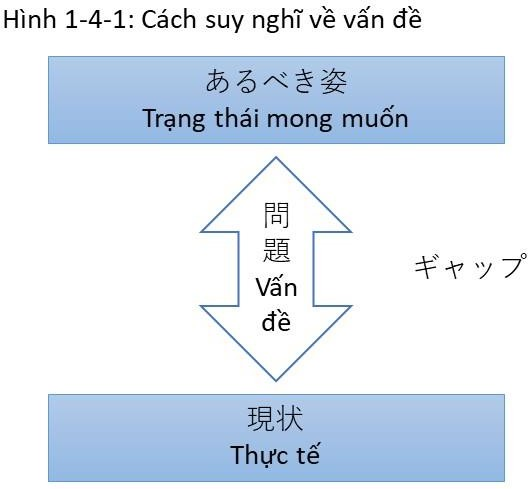 Hình 1-4-1: Cách suy nghĩ về vấn đề
あるべき姿
Trạng thái mong muốn
問
題
Vấn
đề
ギャップ
現状
Thực tế